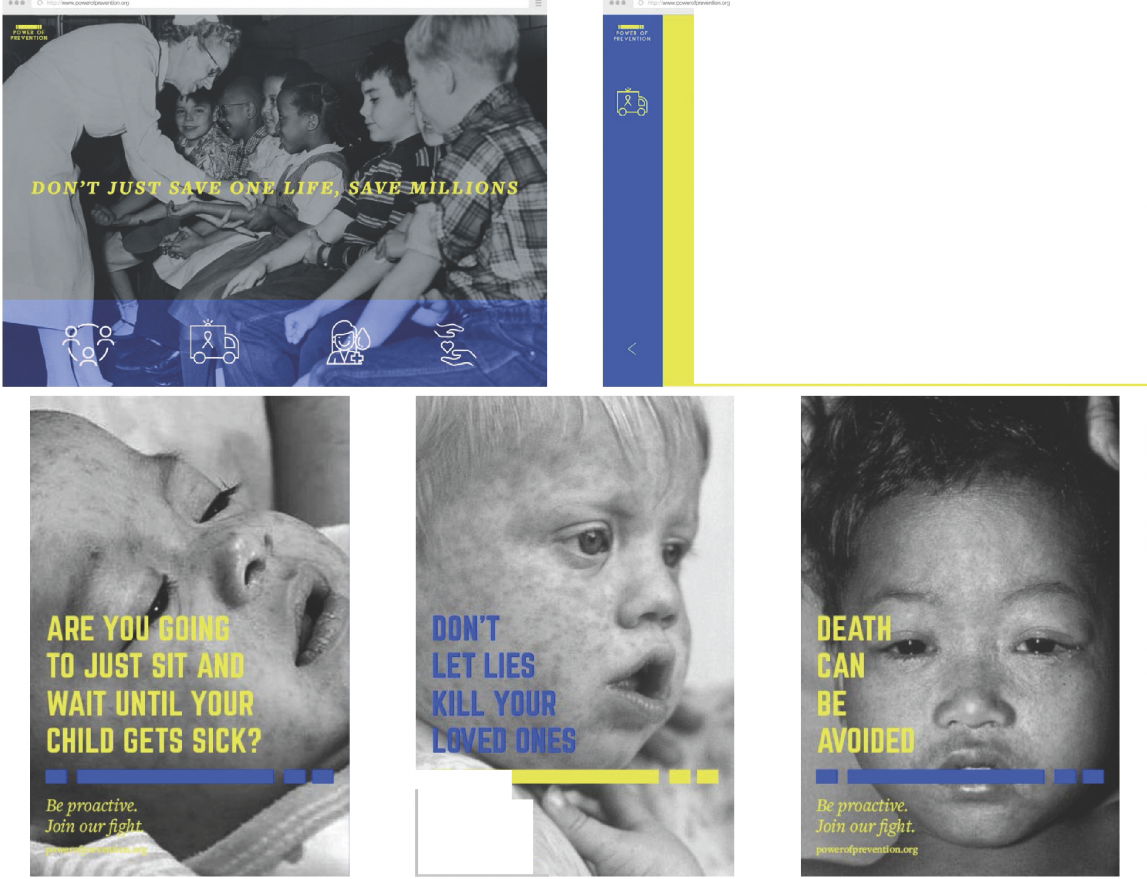 http://www.powerofprevention.org
http://www.powerofprevention.org
POWER OF
PREVENTION
POWER OF
PREVENTION
DON'T JUST SAVE ONE LIFE, SAVE MILLIONS
ARE YOU GOING
TO JUST SIT AND
WAIT UNTIL YOUR
CHILD GETS SICK?
Be proactive.
Join our fight.
powerofprevention.org
DON'T
LET LIES
KILL YOUR
LOVED ONES
DEATH
CAN
BE
AVOIDED
Be proactive.
Join our fight.
powerofprevention.org